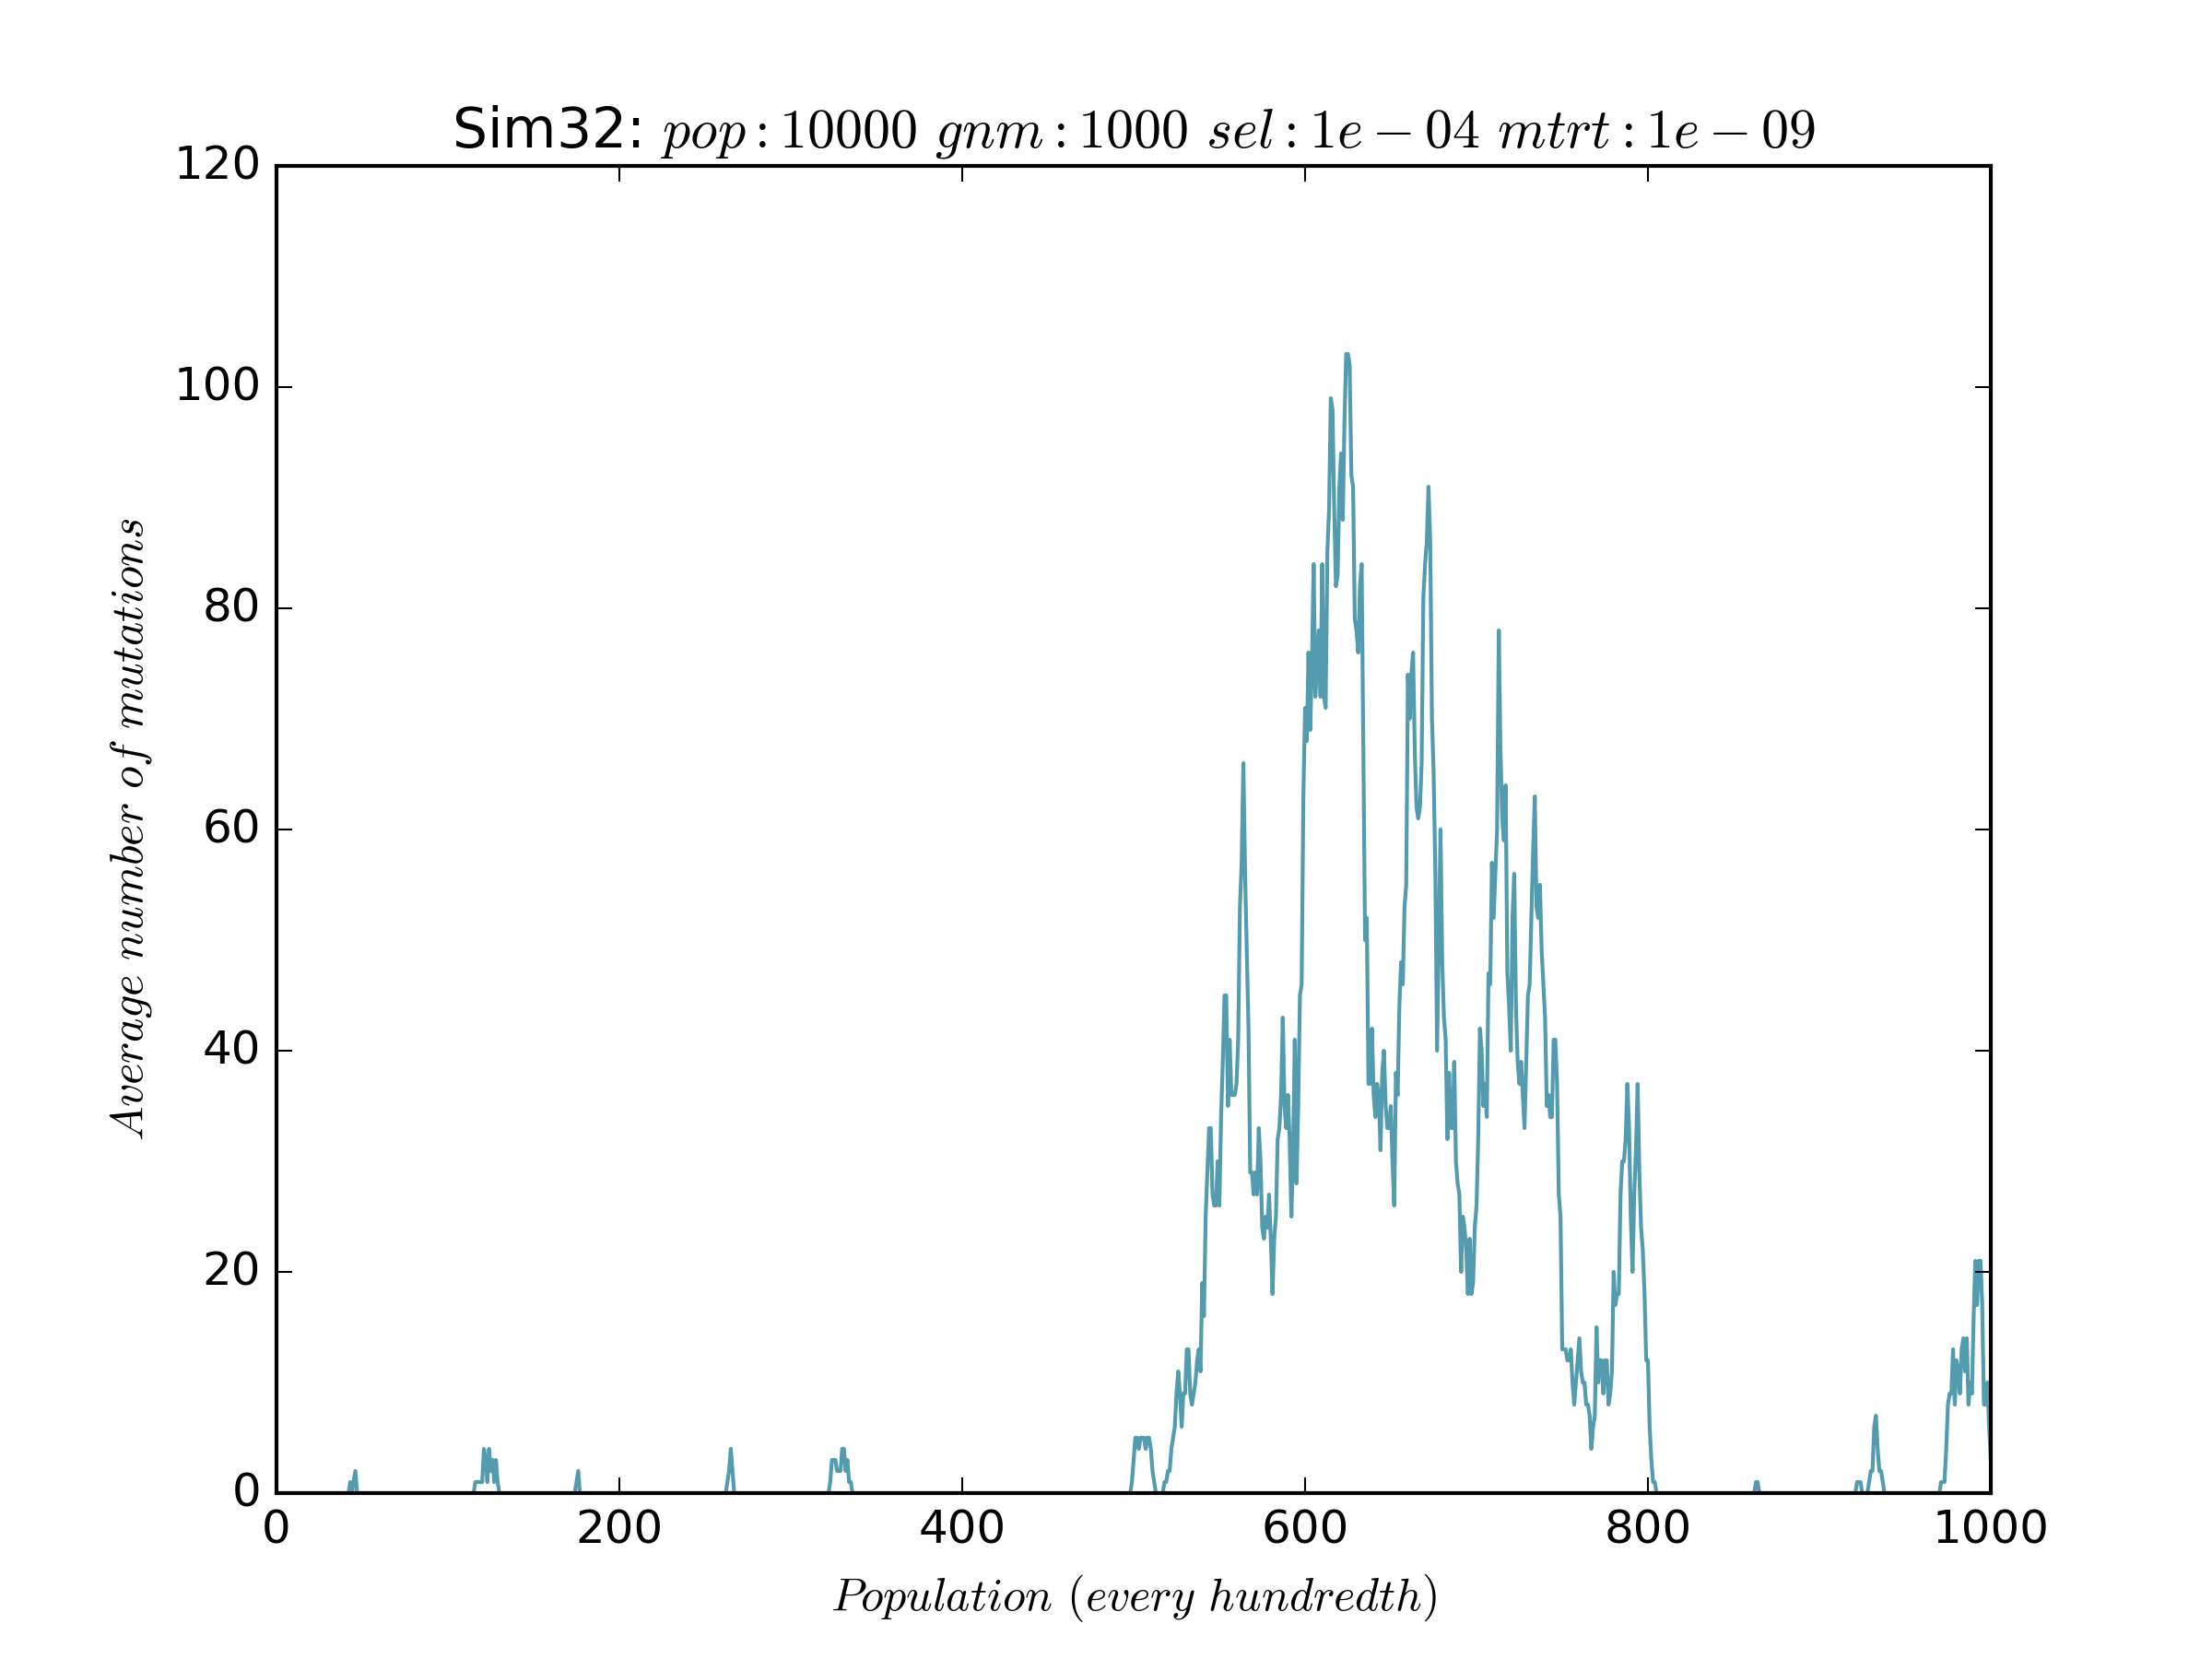 Sim32: pop : 10000 gnm : 1000 sel : 1e − 04 mtrt : 1e − 09
120
100
80
60
40
20
0
Average number of mutations
0 200 400 600 800 1000
Population (every hundredth)